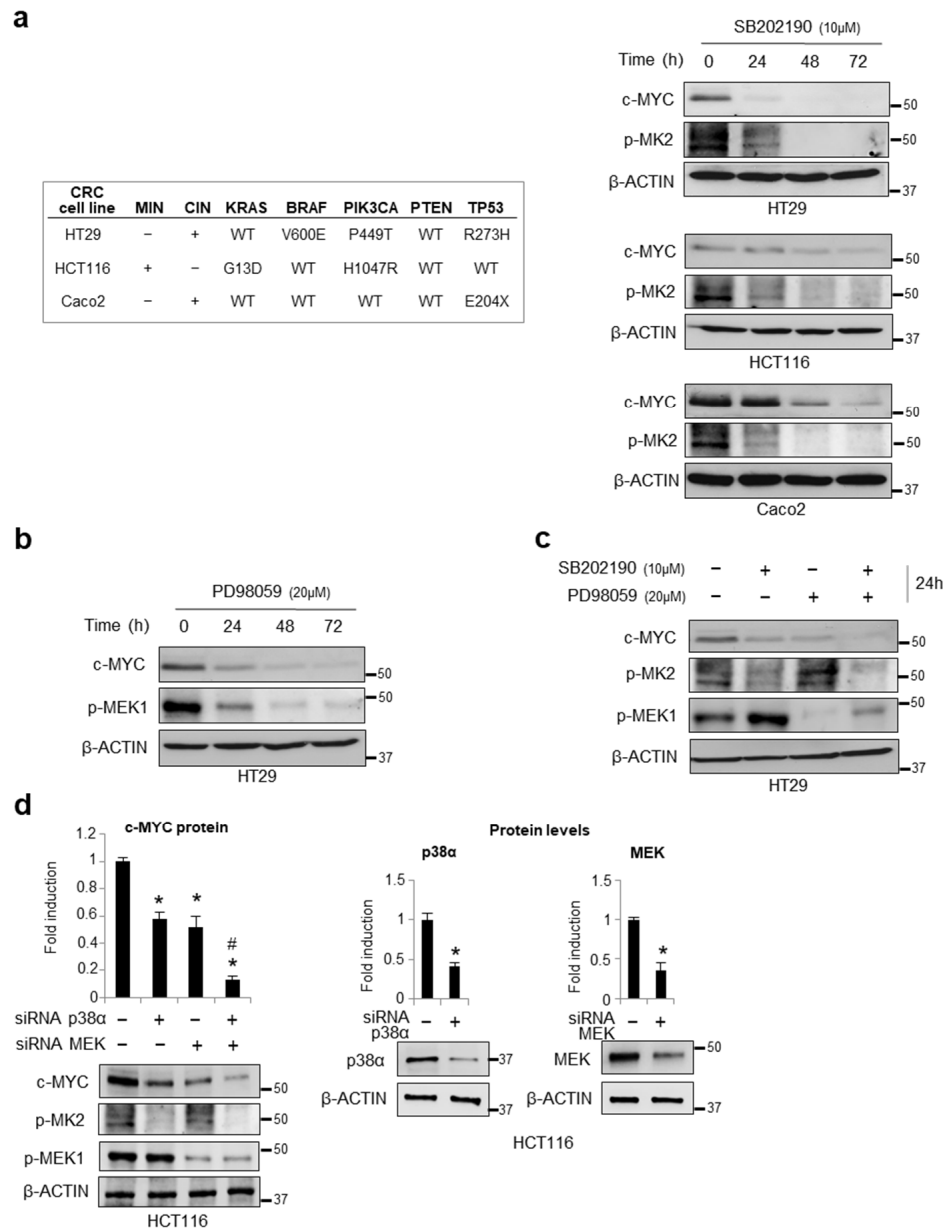 a
SB202190 (10µM)
Time (h) 0 24 48 72
c-MYC 50
p-MK2 50
β-ACTIN 37
HT29
c-MYC 50
p-MK2 50
β-ACTIN 37
HCT116
c-MYC 50
p-MK2 50
β-ACTIN 37
Caco2
CRC cell line MIN CIN KRAS BRAF PIK3CA PTEN TP53
HT29 − + WT V600E P449T WT R273H
HCT116 + − G13D WT H1047R WT WT
Caco2 − + WT WT WT WT E204X
b
PD98059 (20µM)
Time (h) 0 24 48 72
c-MYC 50
p-MEK1 50
β-ACTIN 37
HT29
c
SB202190 (10µM) − + − +
PD98059 (20µM) − − + +
24h
c-MYC 50
p-MK2 50
p-MEK1 50
β-ACTIN 37
HT29
d
c-MYC protein
Fold induction
1.2
1
0.8
0.6
0.4
0.2
0
* * # *
siRNA p38α − + − +
siRNA MEK − − + +
c-MYC 50
p-MK2 50
p-MEK1 50
β-ACTIN 37
HCT116
Protein levels
p38α
Fold induction
1.5
1
0.5
0
*
siRNA p38α − +
p38α 37
β-ACTIN 37
MEK
Fold induction
1.5
1
0.5
0
*
siRNA MEK − +
MEK 50
β-ACTIN 37
HCT116